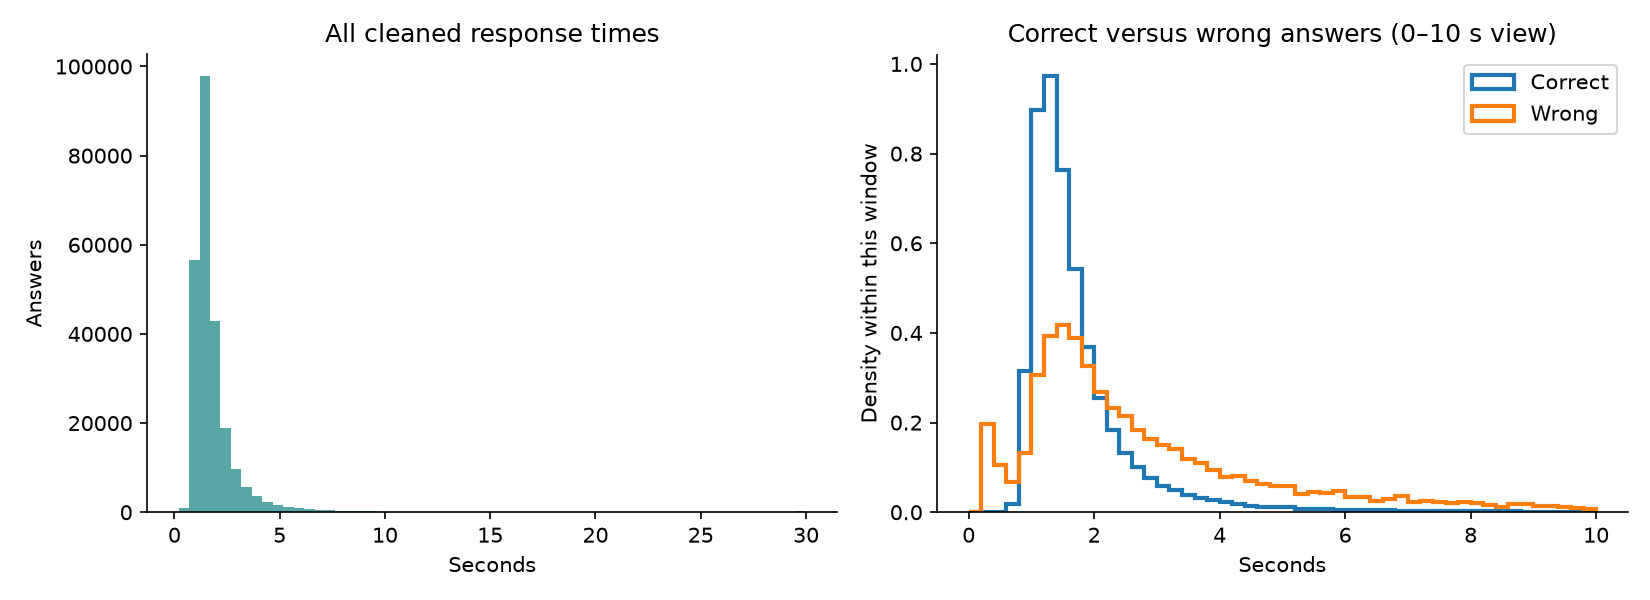 All cleaned response times
Answers
100000
80000
60000
40000
20000
0
0 5 10 15 20 25 30
Seconds
Correct versus wrong answers (0–10 s view)
Density within this window
1.0
0.8
0.6
0.4
0.2
0.0
0 2 4 6 8 10
Seconds
Correct
Wrong